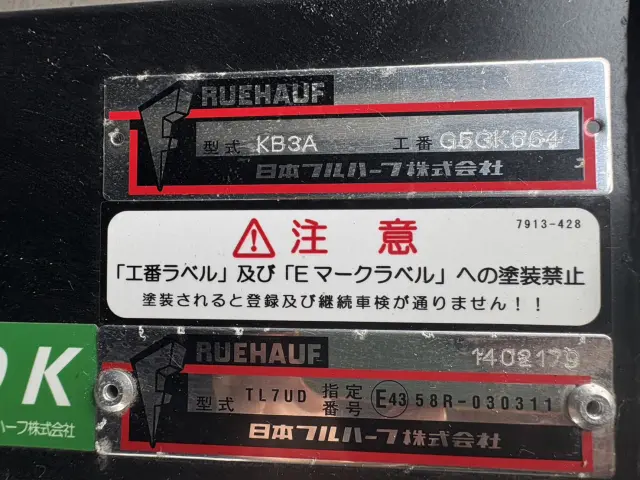 RUEHAUF
型式 KB3A 工番 G5GK664
日本フルハーフ株式会社
注意 7913-428
「工番ラベル」及び「Eマークラベル」への塗装禁止
塗装されると登録及び継続車検が通りません!!
RUEHAUF 1402179
型式 TL7UD 指定番号 E43 58R-030311
日本フルハーフ株式会社
OK
ハーフ株式会社